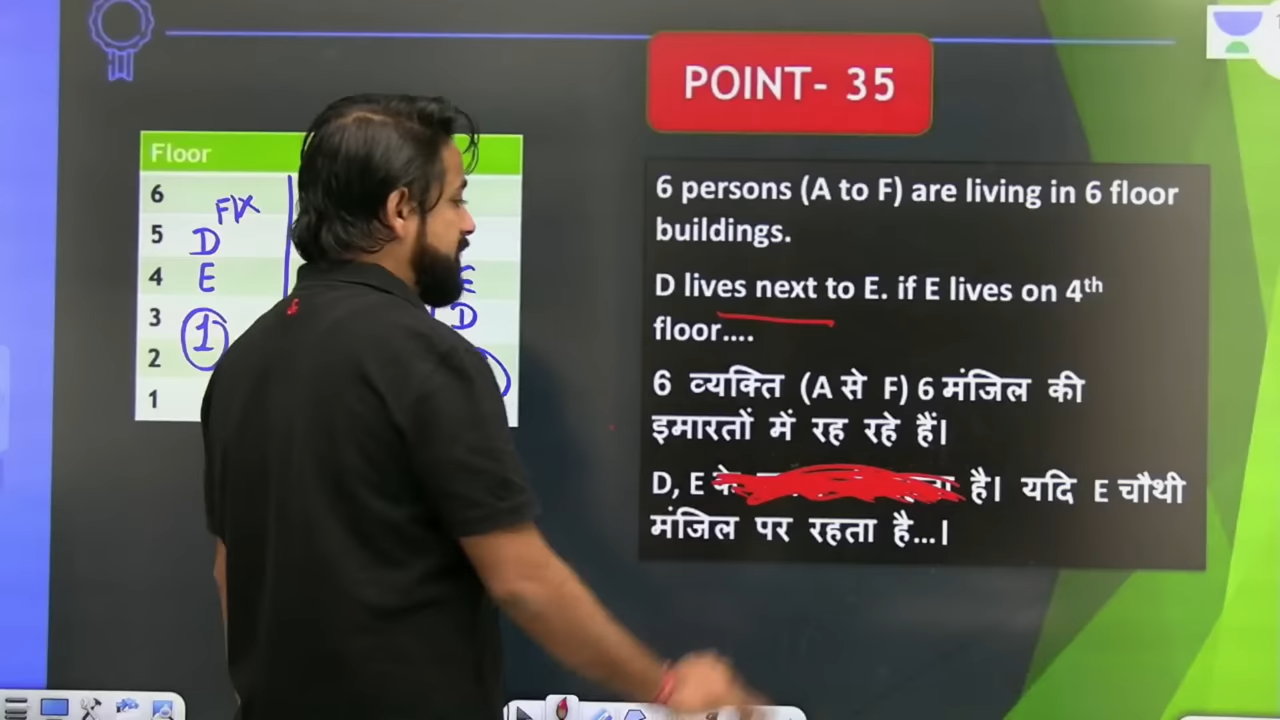 POINT- 35
Floor
6
F|X
5 D
4 E
E
3
1
D
2
1
6 persons (A to F) are living in 6 floor
buildings.
D lives next to E. if E lives on 4th
floor....
6 व्यक्ति (A से F) 6 मंजिल की
इमारतों में रह रहे हैं।
D, E के है। यदि E चौथी
मंजिल पर रहता है...।